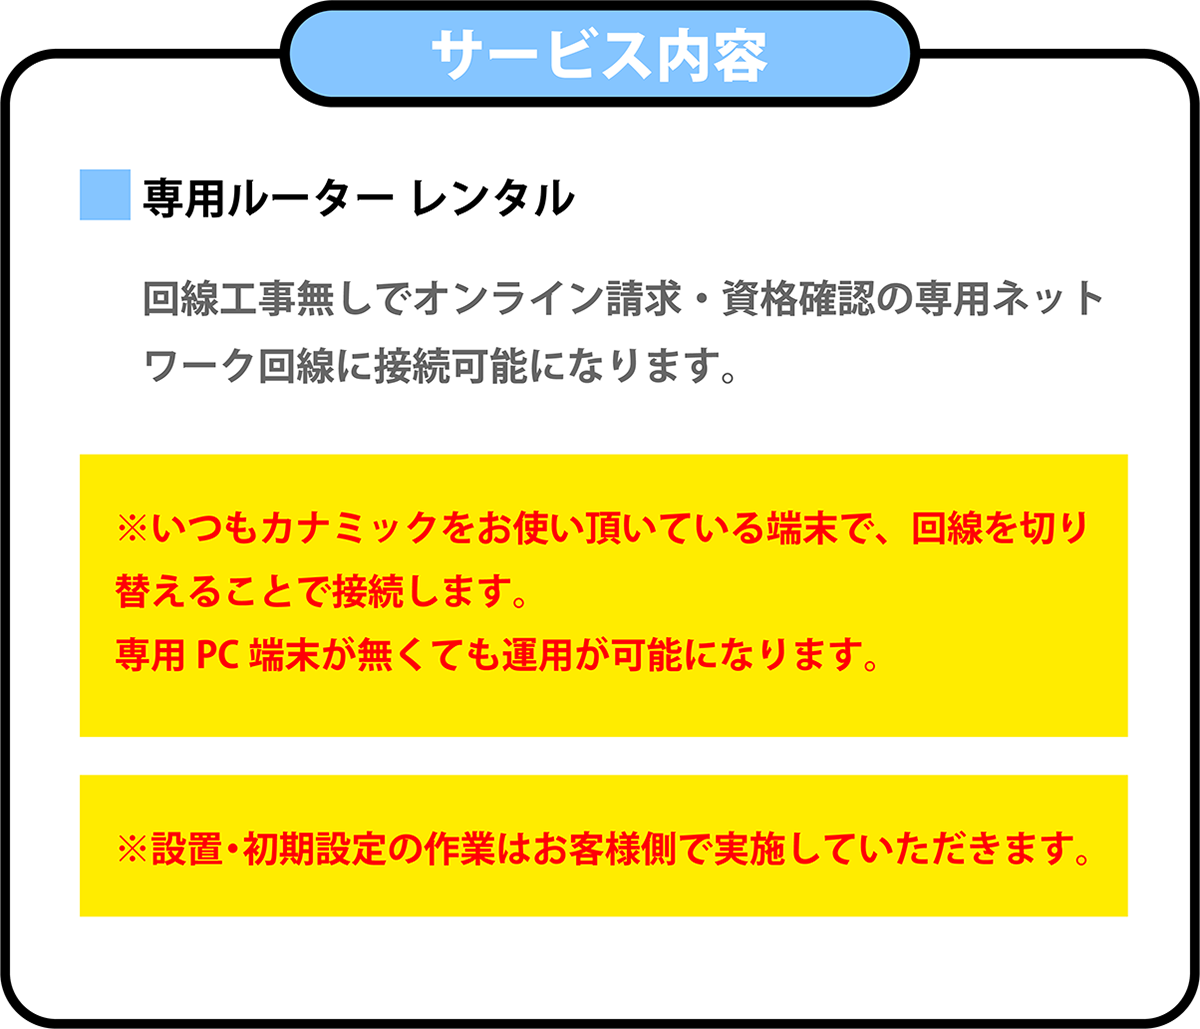 サービス内容
専用ルーター レンタル
回線工事無しでオンライン請求・資格確認の専用ネット
ワーク回線に接続可能になります。
※いつもカナミックをお使い頂いている端末で、回線を切り
替えることで接続します。
専用 PC 端末が無くても運用が可能になります。
※設置・初期設定の作業はお客様側で実施していただきます。